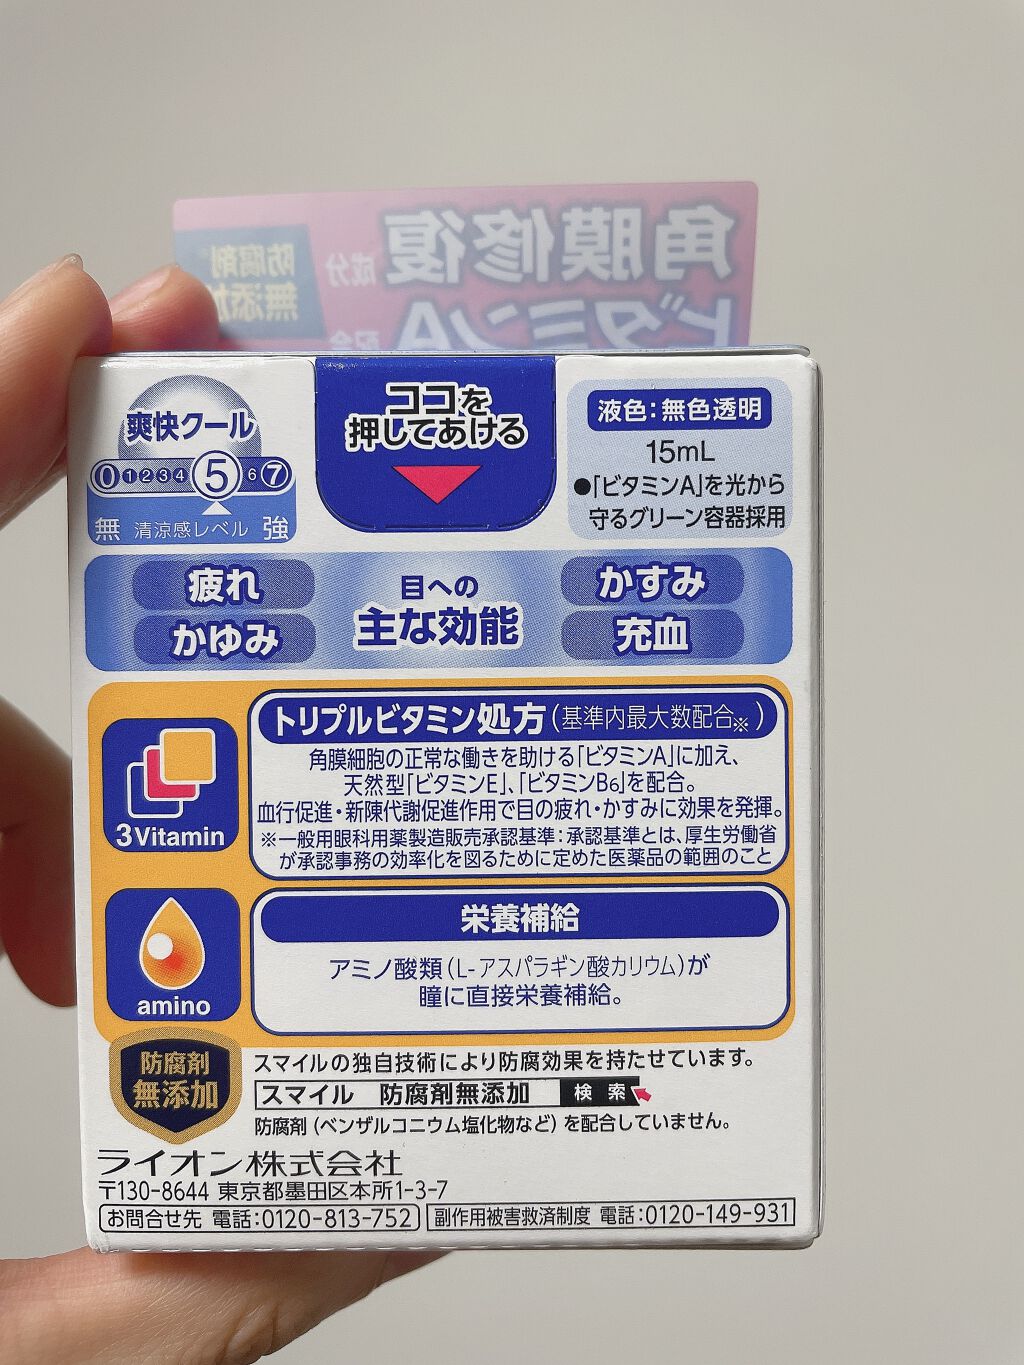 角膜修復
成分
防腐剤
無添加
ビタミンA
配合
爽快クール
0 1 2 3 4 5 6 7
無 清涼感レベル 強
ココを
押してあける
液色:無色透明
15mL
●「ビタミンA」を光から
守るグリーン容器採用
目への
主な効能
疲れ
かすみ
かゆみ
充血
3Vitamin
トリプルビタミン処方(基準内最大数配合※)
角膜細胞の正常な働きを助ける「ビタミンA」に加え、
天然型「ビタミンE」、「ビタミンB6」を配合。
血行促進・新陳代謝促進作用で目の疲れ・かすみに効果を発揮。
※一般用眼科用薬製造販売承認基準:承認基準とは、厚生労働省
が承認事務の効率化を図るために定めた医薬品の範囲のこと
amino
栄養補給
アミノ酸類(L-アスパラギン酸カリウム)が
瞳に直接栄養補給。
防腐剤
無添加
スマイルの独自技術により防腐効果を持たせています。
スマイル 防腐剤無添加 検索
防腐剤(ベンザルコニウム塩化物など)を配合していません。
ライオン株式会社
〒130-8644 東京都墨田区本所1-3-7
お問合せ先 電話:0120-813-752
副作用被害救済制度 電話:0120-149-931